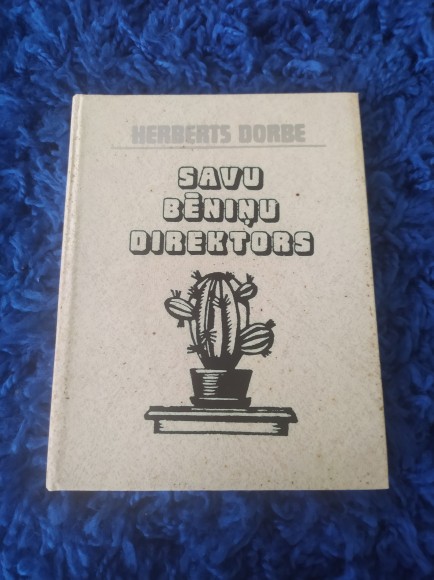 HERBERTS DORBE
SAVU
BĒNIŅU
DIREKTORS